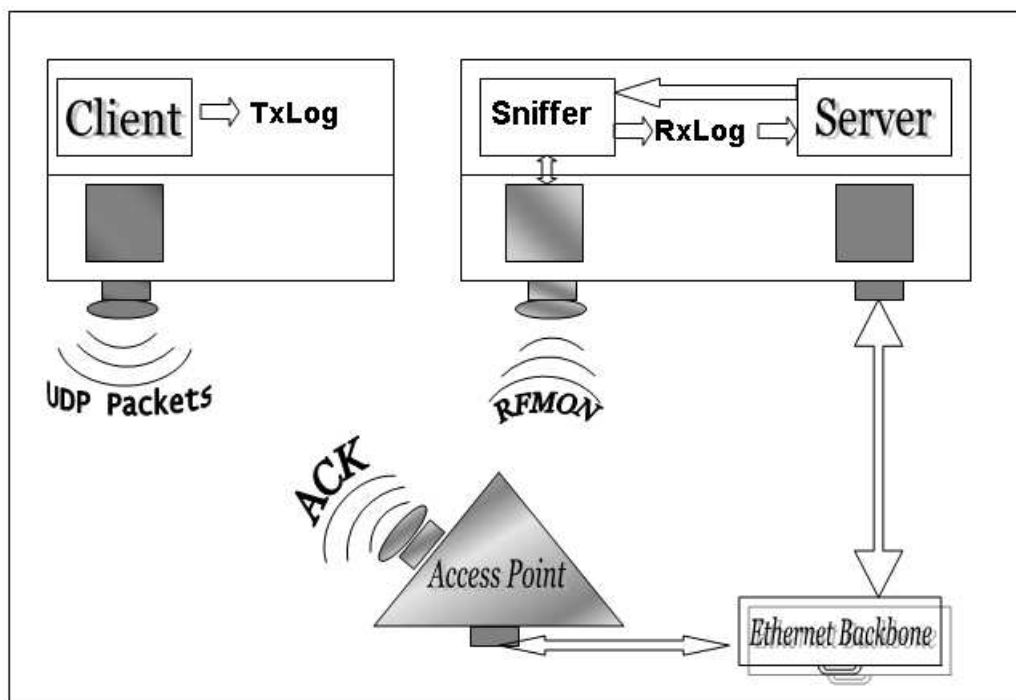 Client
TxLog
Sniffer
RxLog
Server
UDP Packets
RFMON
ACK
Access Point
Ethernet Backbone